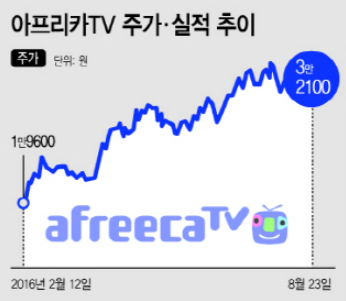 아프리카TV 주가·실적 추이
주가 단위: 원
3만
2100
1만9600
afreecaTV
2016년 2월 12일 8월 23일